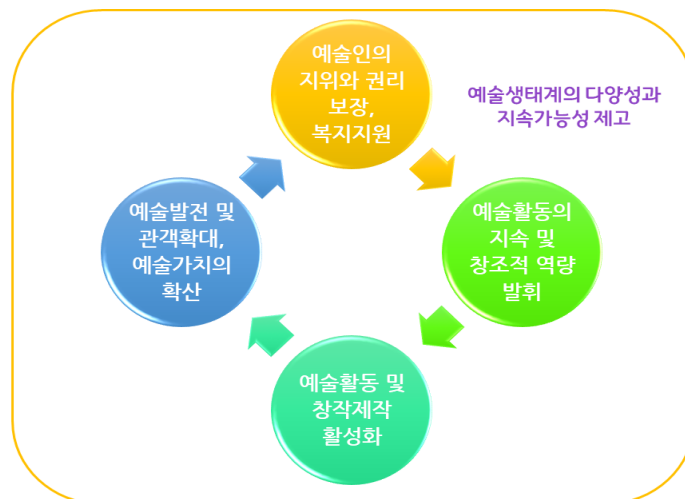 예술인의
지위와 권리
보장,
복지지원
예술생태계의 다양성과
지속가능성 제고
예술활동의
지속 및
창조적 역량
발휘
예술활동 및
창작제작
활성화
예술발전 및
관객확대,
예술가치의
확산